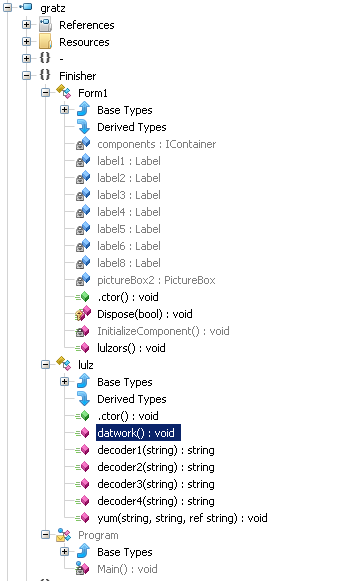 gratz
References
Resources
{} -
{} Finisher
Form1
Base Types
Derived Types
components : IContainer
label1 : Label
label2 : Label
label3 : Label
label4 : Label
label5 : Label
label6 : Label
label8 : Label
pictureBox2 : PictureBox
.ctor() : void
Dispose(bool) : void
InitializeComponent() : void
lulzors() : void
lulz
Base Types
Derived Types
.ctor() : void
datwork() : void
decoder1(string) : string
decoder2(string) : string
decoder3(string) : string
decoder4(string) : string
yum(string, string, ref string) : void
Program
Base Types
Main() : void